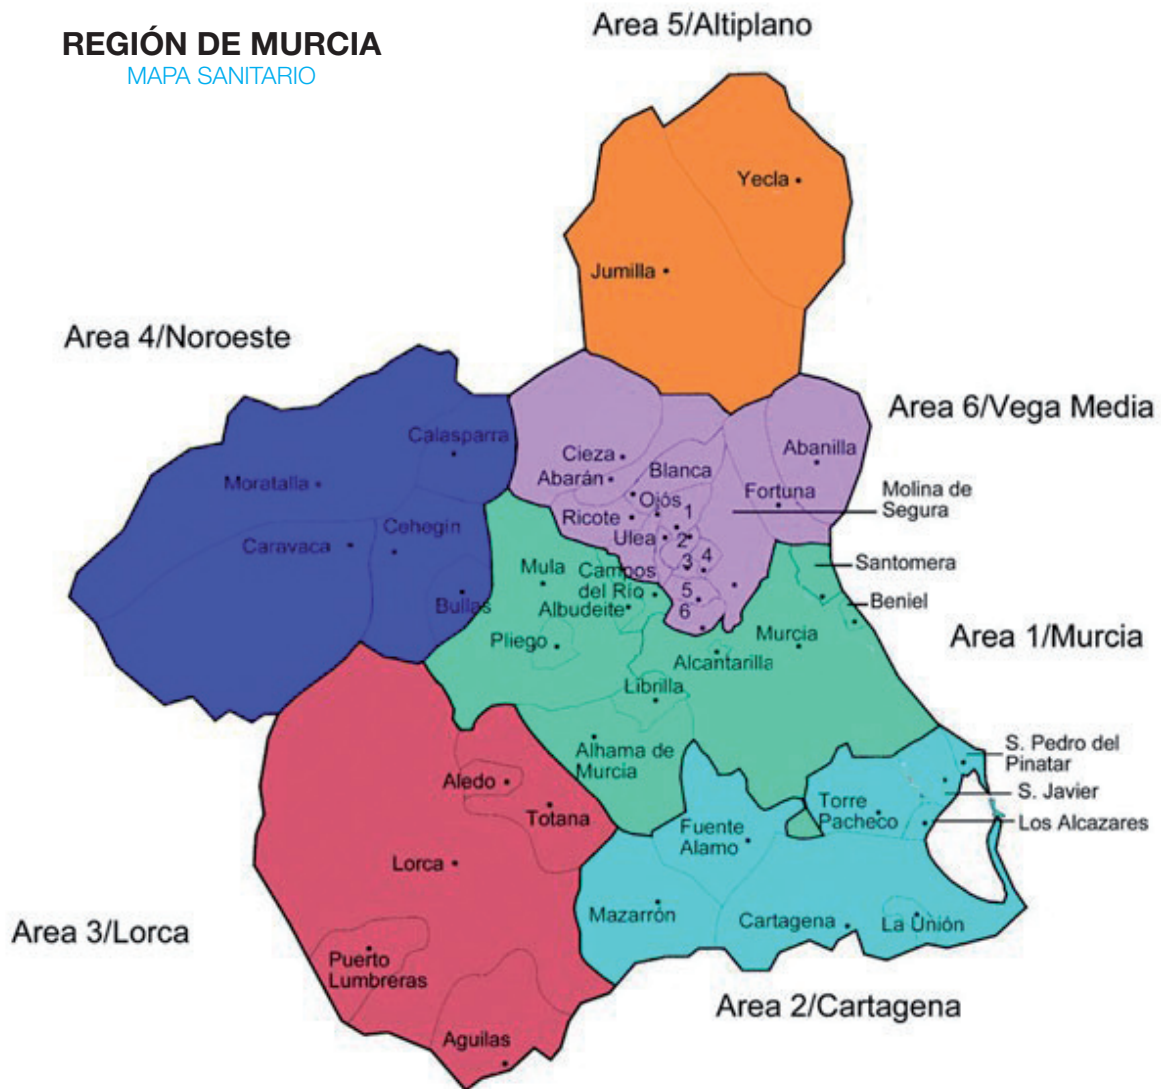 REGIÓN DE MURCIA
MAPA SANITARIO
Area 5/Altiplano
Yecla
Jumilla
Area 4/Noroeste
Area 6/Vega Media
Calasparra
Moratalla
Cehegin
Caravaca
Bullas
Cieza
Abarán
Blanca
Abanilla
Ojós
Fortuna
Molina de
Segura
Ricote
1
Ulea
2
3
4
5
6
Santomera
Beniel
Mula
Campos
del Río
Albudeite
Pliego
Murcia
Alcantarilla
Area 1/Murcia
Librilla
Alhama de
Murcia
S. Pedro del
Pinatar
S. Javier
Los Alcazares
Aledo
Totana
Torre
Pacheco
Fuente
Alamo
Lorca
Mazarrón
Cartagena
La Unión
Area 3/Lorca
Puerto
Lumbreras
Area 2/Cartagena
Aguilas